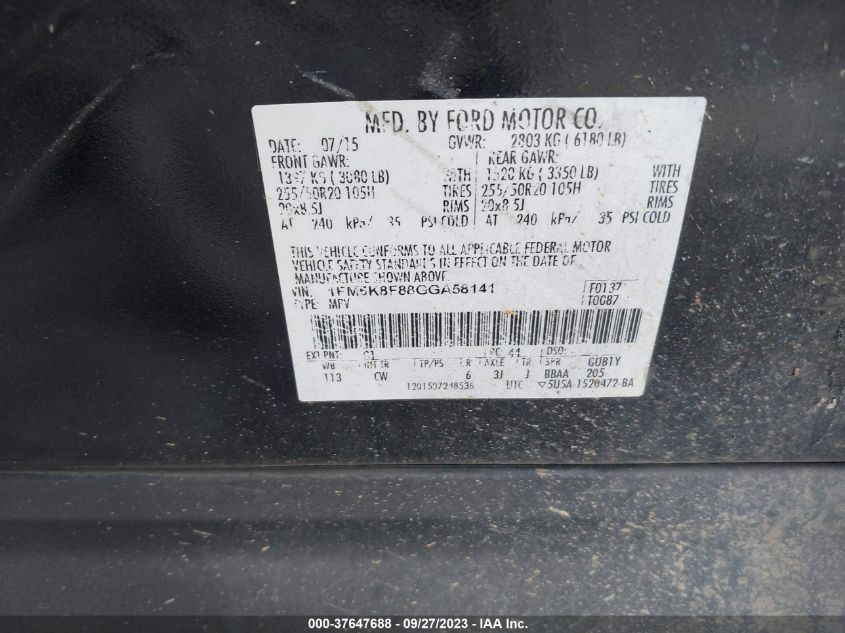 MFD. BY FORD MOTOR CO.
DATE: 07/15 GVWR: 2803 KG ( 6180 LB)
FRONT GAWR: REAR GAWR:
1397 KG ( 3080 LB) WITH 1520 KG ( 3350 LB) WITH
255/50R20 105H TIRES 255/50R20 105H TIRES
20x8.5J RIMS 20x8.5J RIMS
AT 240 kPa/ 35 PSI COLD AT 240 kPa/ 35 PSI COLD
THIS VEHICLE CONFORMS TO ALL APPLICABLE FEDERAL MOTOR
VEHICLE SAFETY STANDARDS IN EFFECT ON THE DATE OF
MANUFACTURE SHOWN ABOVE.
VIN: 1FM5K8F88GGA58141 F0137
TYPE: MPV T0G87
EXT PNT: G1 RC: 44 DSO:
WB INT TR TP/PS R AXLE TR SPR GUB1Y
113 CW 6 3J J BBAA 205
1201507248536 UTC ▽5U5A-1520472-BA
000-37647688 - 09/27/2023 - IAA Inc.